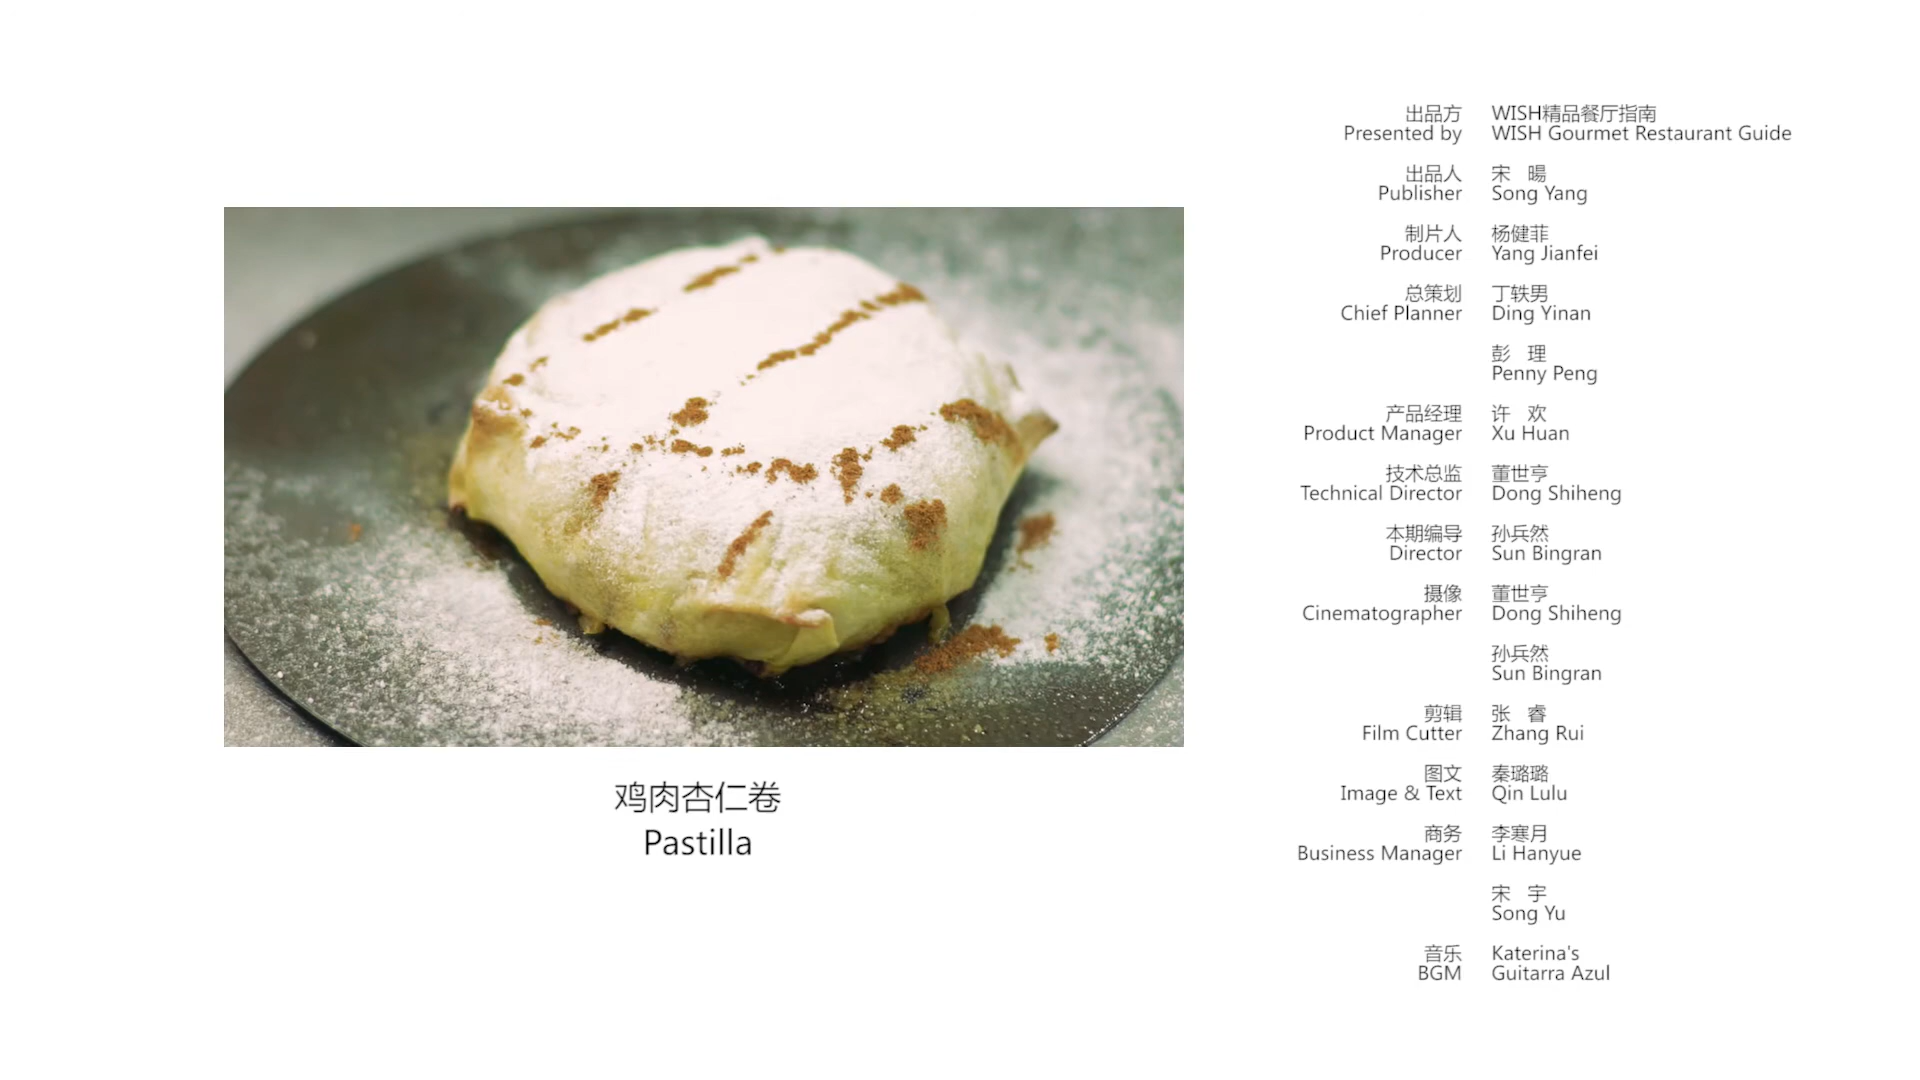 鸡肉杏仁卷
Pastilla
出品方 WISH精品餐厅指南
Presented by WISH Gourmet Restaurant Guide
出品人 宋 暘
Publisher Song Yang
制片人 杨健菲
Producer Yang Jianfei
总策划 丁轶男
Chief Planner Ding Yinan
彭 理
Penny Peng
产品经理 许 欢
Product Manager Xu Huan
技术总监 董世亨
Technical Director Dong Shiheng
本期编导 孙兵然
Director Sun Bingran
摄像 董世亨
Cinematographer Dong Shiheng
孙兵然
Sun Bingran
剪辑 张 睿
Film Cutter Zhang Rui
图文 秦璐璐
Image & Text Qin Lulu
商务 李寒月
Business Manager Li Hanyue
宋 宇
Song Yu
音乐 Katerina's
BGM Guitarra Azul